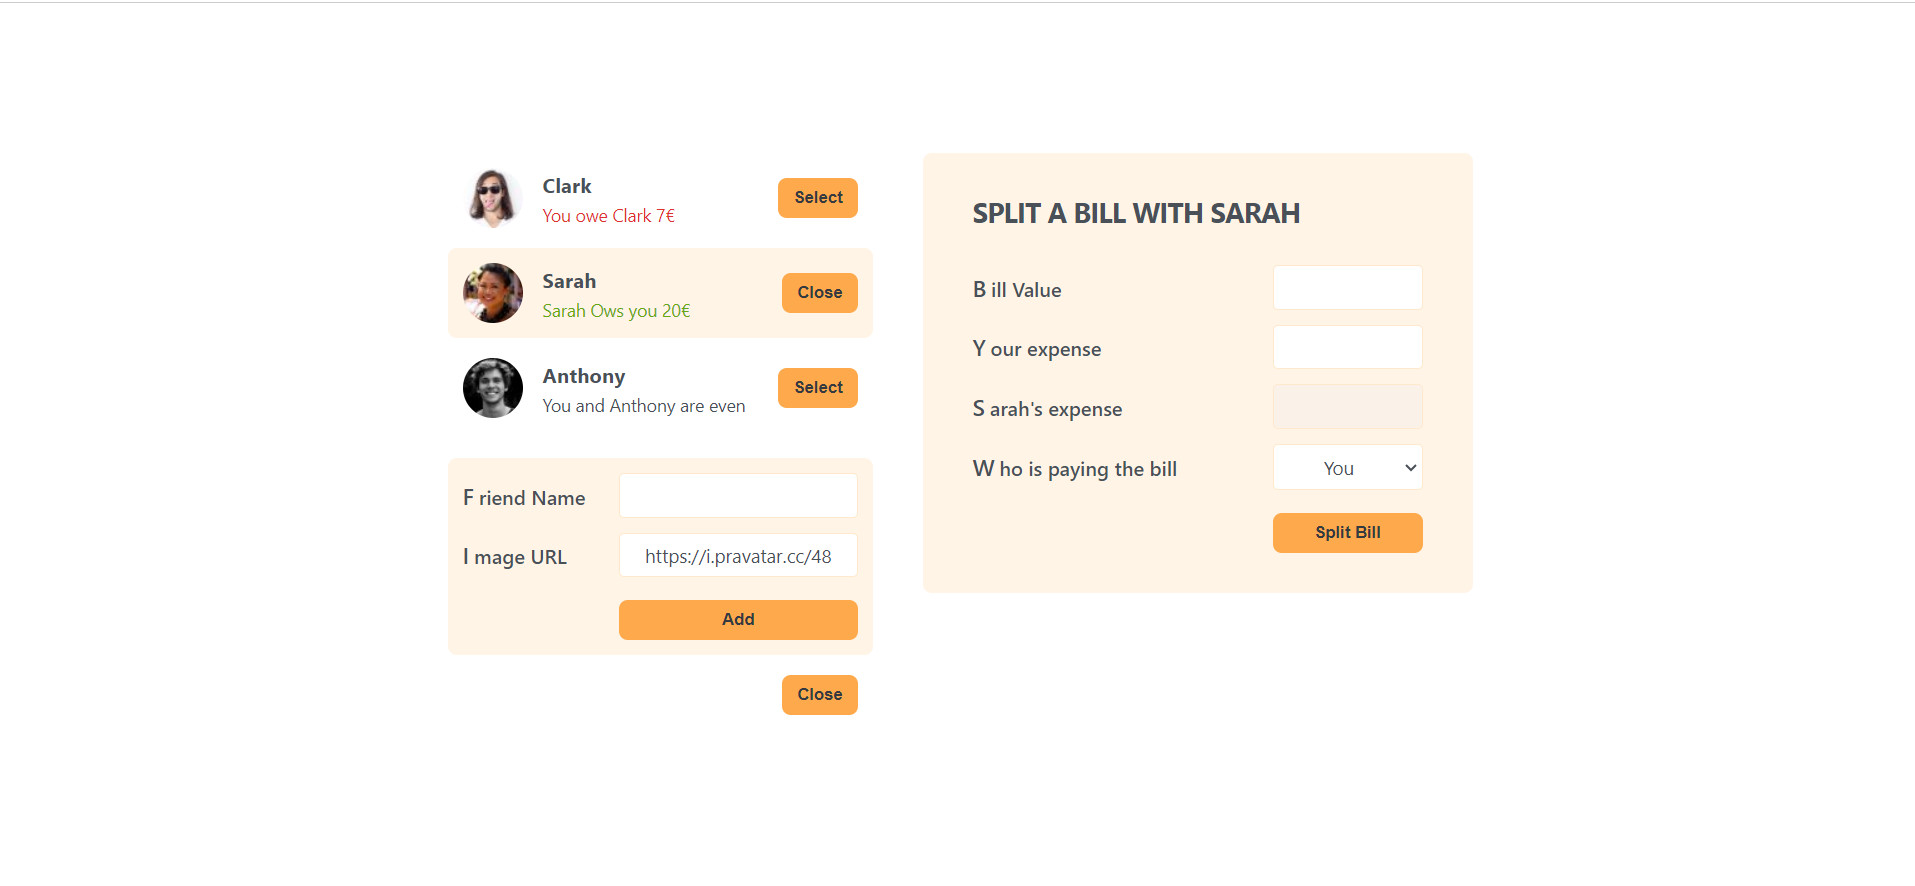 Clark
You owe Clark 7€
Select
Sarah
Sarah Ows you 20€
Close
Anthony
You and Anthony are even
Select
F riend Name
I mage URL
https://i.pravatar.cc/48
Add
Close
SPLIT A BILL WITH SARAH
B ill Value
Y our expense
S arah's expense
W ho is paying the bill
You
Split Bill